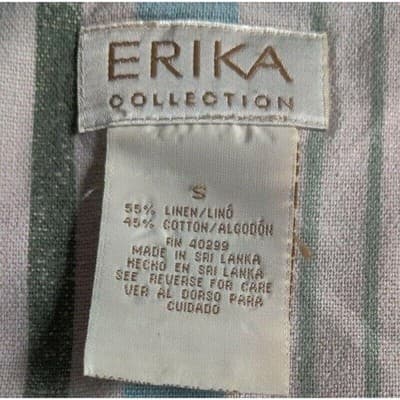 ERIKA
COLLECTION
S
55% LINEN/LINO
45% COTTON/ALGODÓN
RN 40299
MADE IN SRI LANKA
HECHO EN SRI LANKA
SEE REVERSE FOR CARE
VER AL DORSO PARA
CUIDADO